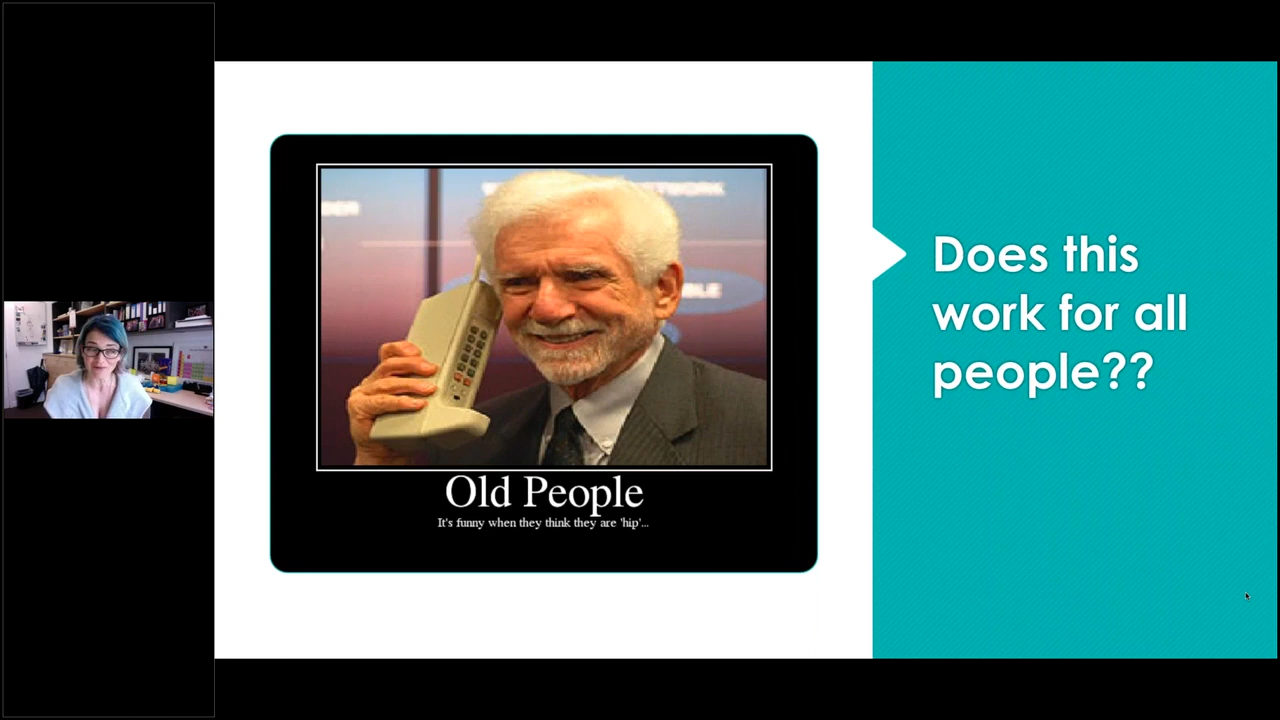 Old People
It's funny when they think they are 'hip'...
Does this
work for all
people??